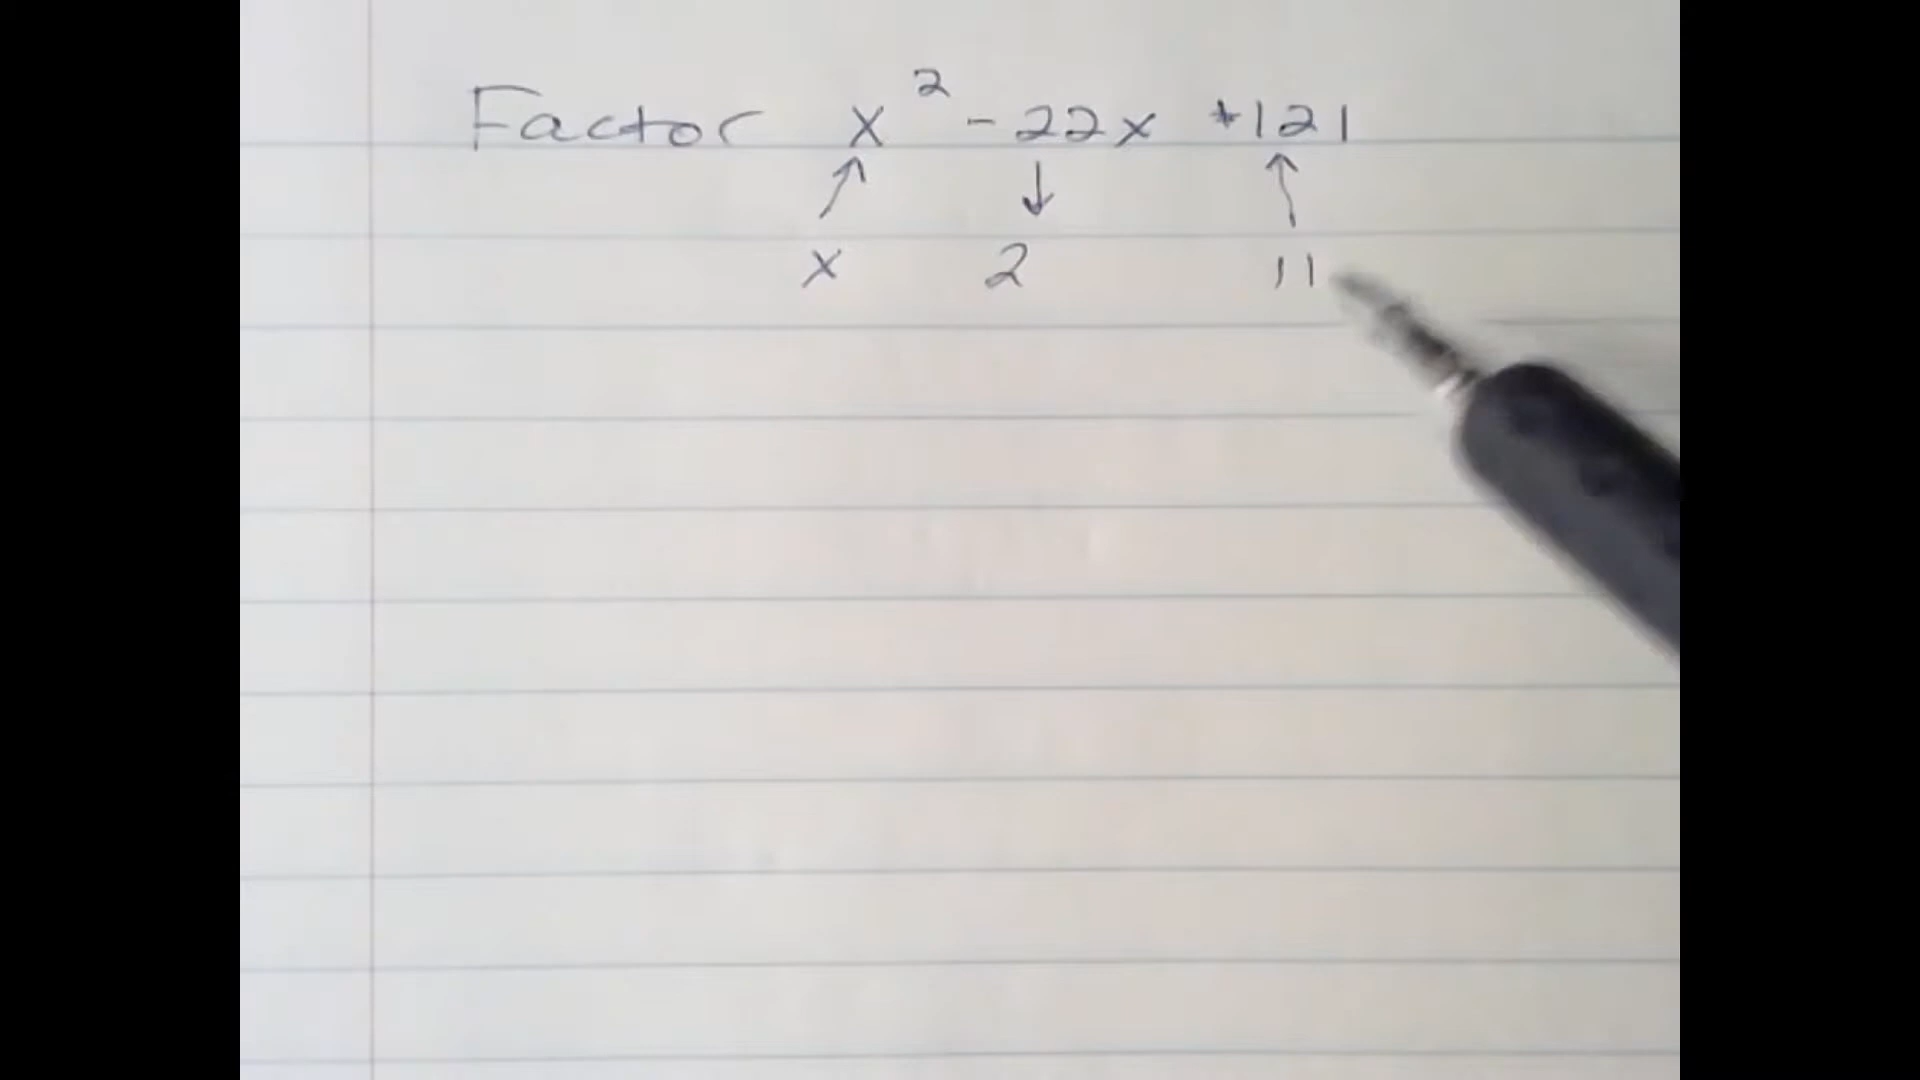 Factor x² - 22x + 121
↗ ↓ ↑
x 2 11